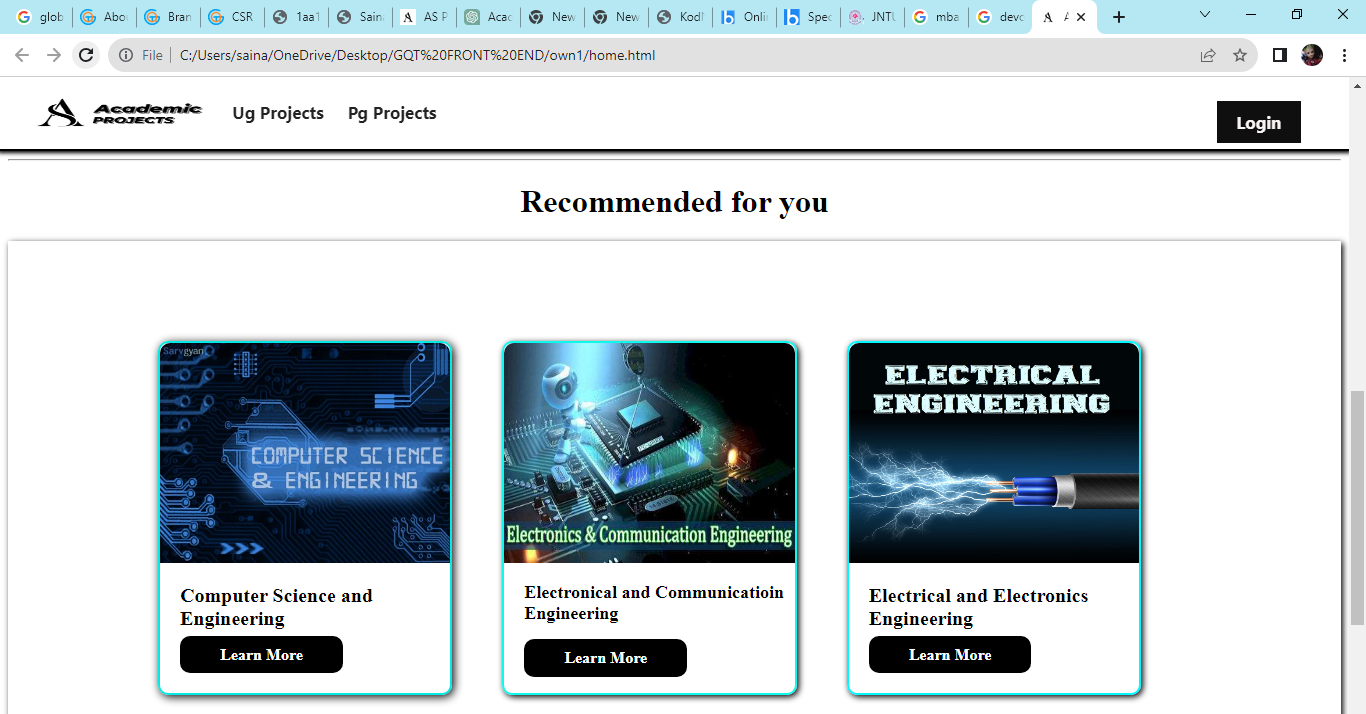 glob
Abo
Bran
CSR
1aa1
Sain
AS P
Acac
New
New
Kodl
Onli
Spec
JNTU
mba
devc
File
C:/Users/saina/OneDrive/Desktop/GQT%20FRONT%20END/own1/home.html
Academic
PROJECTS
Ug Projects
Pg Projects
Login
Recommended for you
Sarvgyan
COMPUTER SCIENCE
& ENGINEERING
Electronics & Communication Engineering
ELECTRICAL
ENGINEERING
Computer Science and
Engineering
Learn More
Electronical and Communicatioin
Engineering
Learn More
Electrical and Electronics
Engineering
Learn More